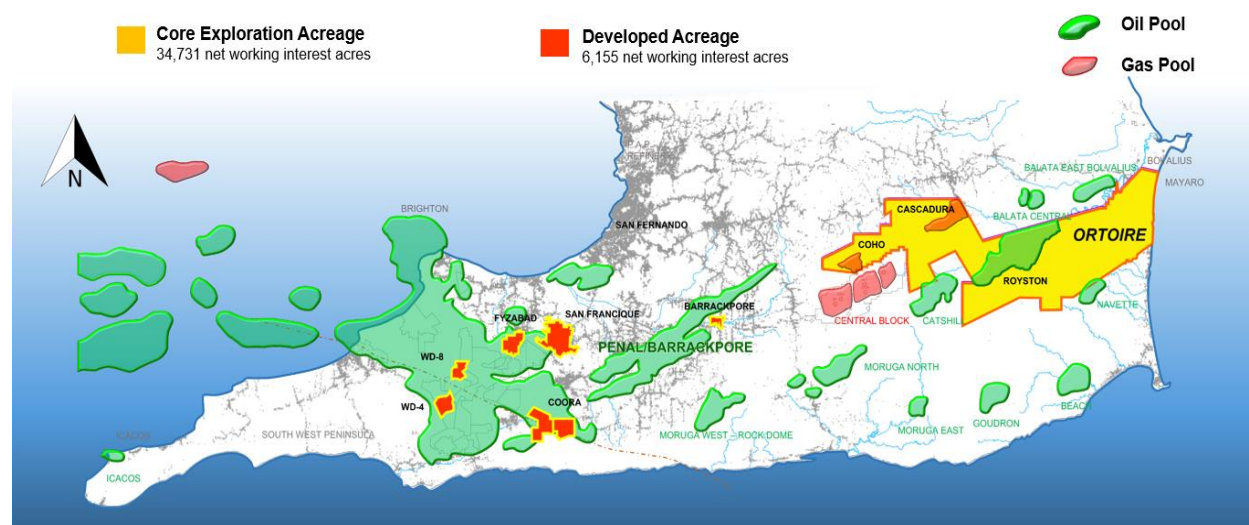 Core Exploration Acreage
34,731 net working interest acres
Developed Acreage
6,155 net working interest acres
Oil Pool
Gas Pool
N
BRIGHTON
SAN FERNANDO
BALATA EAST BOVALIUS
BOVALIUS
MAYARO
CASCADURA
BALATA CENTRAL
COHO
ORTOIRE
ROYSTON
NAVETTE
CENTRAL BLOCK
CATSHIL
BARRACKPORE
SAN FRANCIQUE
FYZABAD
PENAL/BARRACKPORE
WD-8
WD-4
COORA
MORUGA NORTH
MORUGA WEST – ROCK DOME
MORUGA EAST
GOUDRON
BEACH
SOUTH WEST PENINSULA
ICACOS
ICACOS